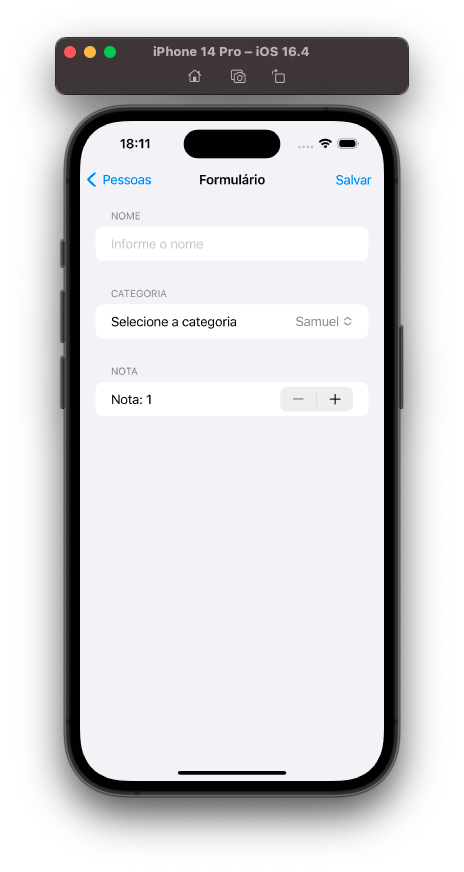 iPhone 14 Pro – iOS 16.4
18:11
Pessoas Formulário Salvar
NOME
Informe o nome
CATEGORIA
Selecione a categoria Samuel
NOTA
Nota: 1 − +